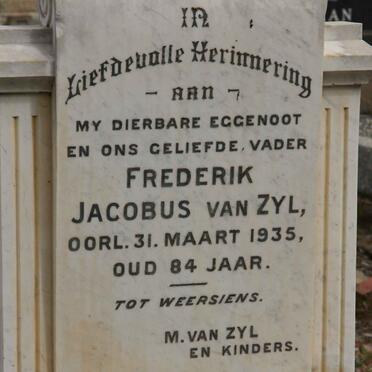 IN
Liefdevolle Herinnering
– AAN –
MY DIERBARE EGGENOOT
EN ONS GELIEFDE VADER
FREDERIK
JACOBUS VAN ZYL,
OORL. 31. MAART 1935,
OUD 84 JAAR.
TOT WEERSIENS.
M. VAN ZYL
EN KINDERS.
AN